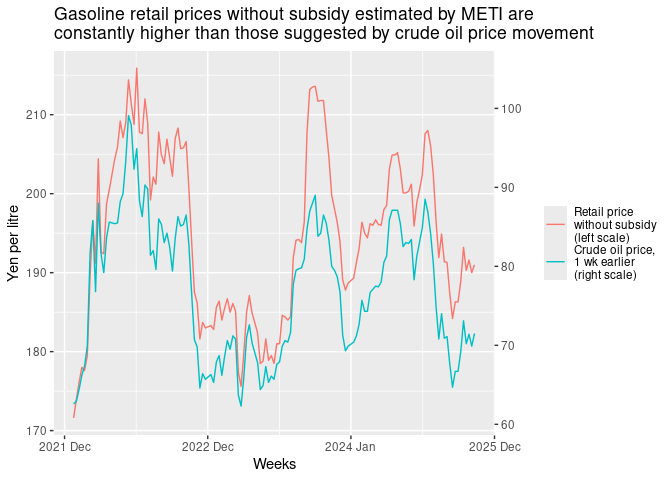 Gasoline retail prices without subsidy estimated by METI are
constantly higher than those suggested by crude oil price movement
Yen per litre
210
200
190
180
170
100
90
80
70
60
2021 Dec
2022 Dec
2024 Jan
2025 Dec
Weeks
Retail price
without subsidy
(left scale)
Crude oil price,
1 wk earlier
(right scale)